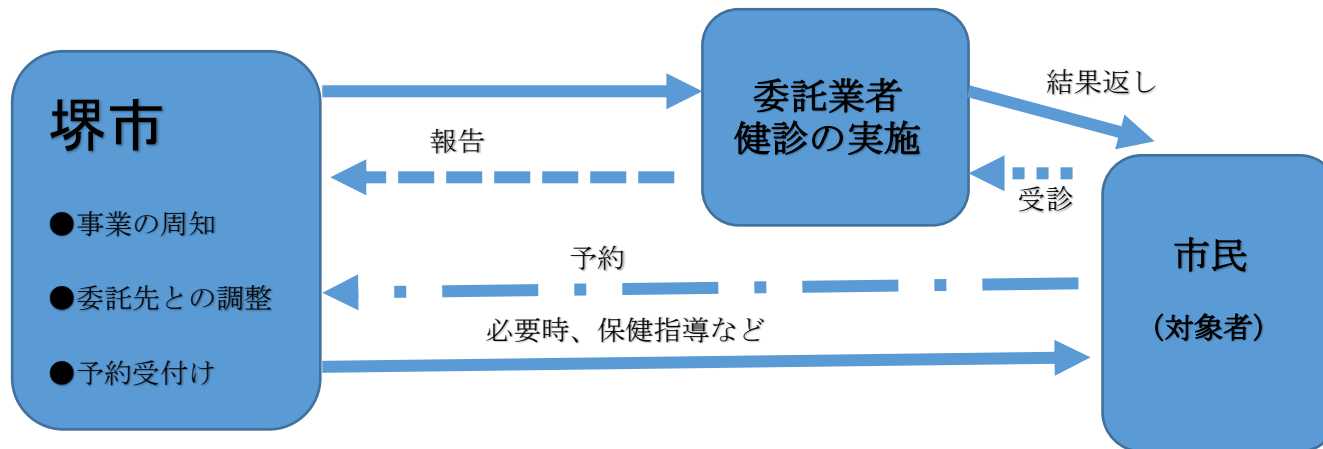 堺市
●事業の周知
●委託先との調整
●予約受付け
委託業者
健診の実施
結果返し
報告
受診
予約
必要時、保健指導など
市民
（対象者）